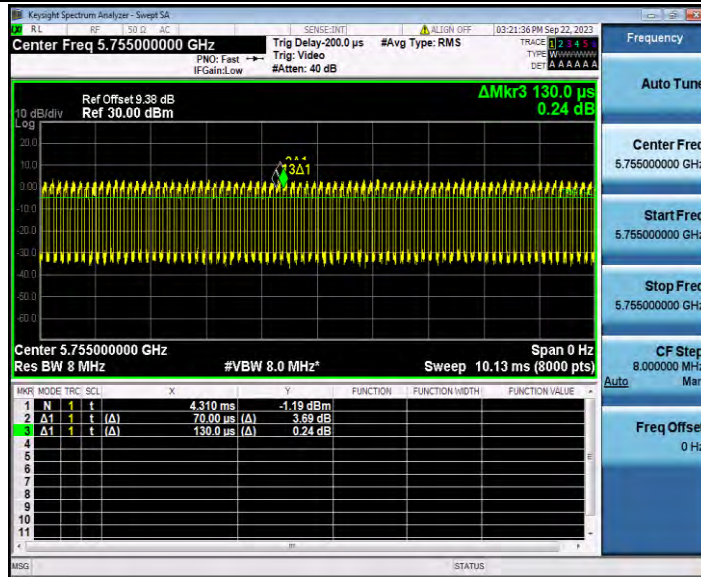 Keysight Spectrum Analyzer - Swept SA
RL RF 50 Ω AC SENSE:INT ALIGN OFF 03:21:36 PM Sep 22, 2023
Center Freq 5.755000000 GHz
PNO: Fast
IFGain:Low
Trig Delay-200.0 µs
Trig: Video
#Atten: 40 dB
#Avg Type: RMS
TRACE 1 2 3 4 5 6
TYPE W
DET A A A A A A
Frequency
Auto Tune
Center Freq
5.755000000 GHz
Start Freq
5.755000000 GHz
Stop Freq
5.755000000 GHz
CF Step
8.000000 MHz
Auto Man
Freq Offset
0 Hz
Ref Offset 9.38 dB
Ref 30.00 dBm
10 dB/div
Log
ΔMkr3 130.0 µs
0.24 dB
20.0
10.0
0.00
-10.0
-20.0
-30.0
-40.0
-50.0
-60.0
3Δ1
Center 5.755000000 GHz
Res BW 8 MHz
#VBW 8.0 MHz*
Span 0 Hz
Sweep 10.13 ms (8000 pts)
MKR MODE TRC SCL X Y FUNCTION FUNCTION WIDTH FUNCTION VALUE
1 N 1 t 4.310 ms -1.19 dBm
2 Δ1 1 t (Δ) 70.00 µs (Δ) 3.69 dB
3 Δ1 1 t (Δ) 130.0 µs (Δ) 0.24 dB
4
5
6
7
8
9
10
11
MSG STATUS